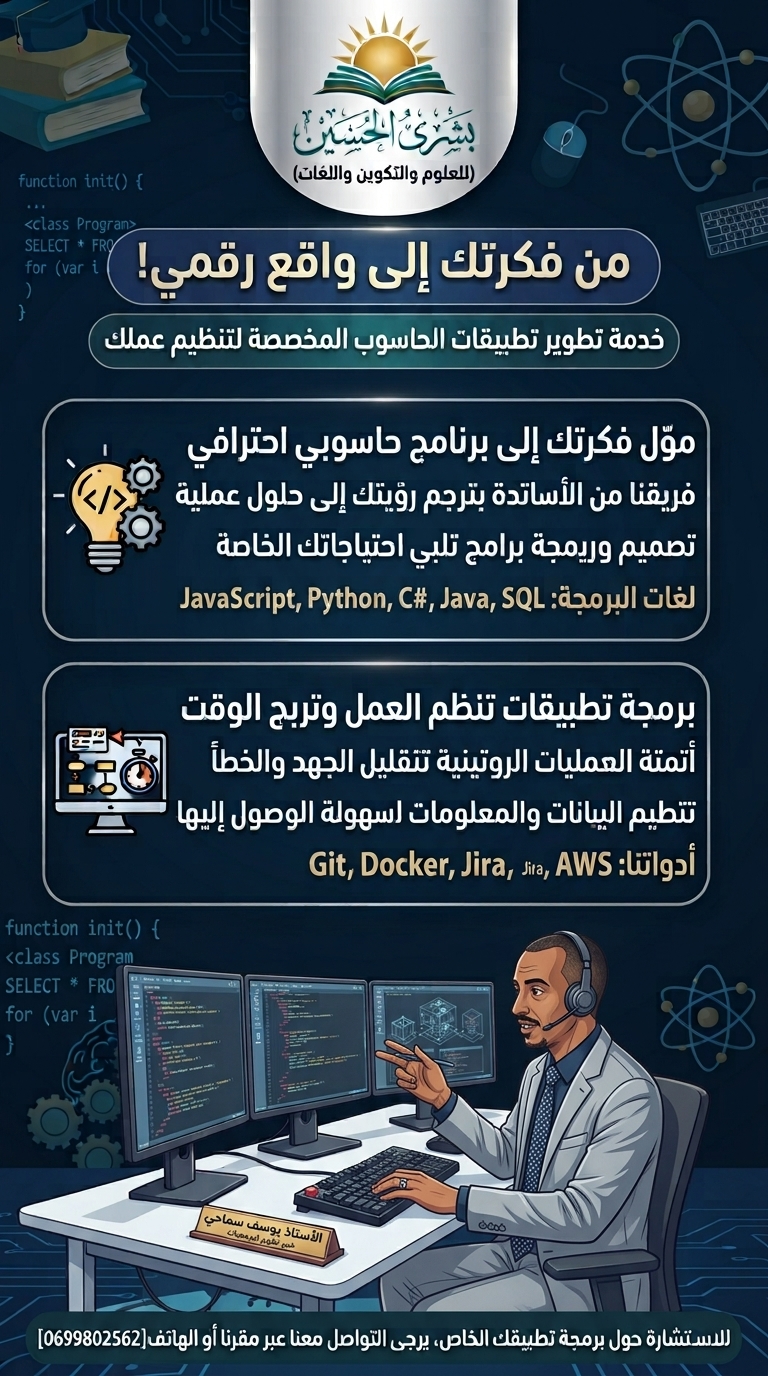 بشرى الحسين
(للعلوم والتكوين واللغات)
function init() {
...
<class Program>
SELECT * FRO
for (var i
)
}
من فكرتك إلى واقع رقمي!
خدمة تطوير تطبيقات الحاسوب المخصصة لتنظيم عملك
موّل فكرتك إلى برنامج حاسوبي احترافي
فريقنا من الأساتدة بترجم رؤيتك إلى حلول عملية
تصميم وريمجة برامج تلبي احتياجاتك الخاصة
لغات البرمجة: JavaScript, Python, C#, Java, SQL
برمجة تطبيقات تنظم العمل وتربح الوقت
أتمتة العمليات الروتينية تتقليل الجهد والخطأ
تتطيم البيانات والمعلومات لسهولة الوصول إليها
أدواتنا: Git, Docker, Jira, Jira, AWS
function init() {
<class Program
SELECT * FRO
for (var i
}
الأستاذ يوسف سماحي
للاستشارة حول برمجة تطبيقك الخاص، يرجى التواصل معنا عبر مقرنا أو الهاتف[0699802562]